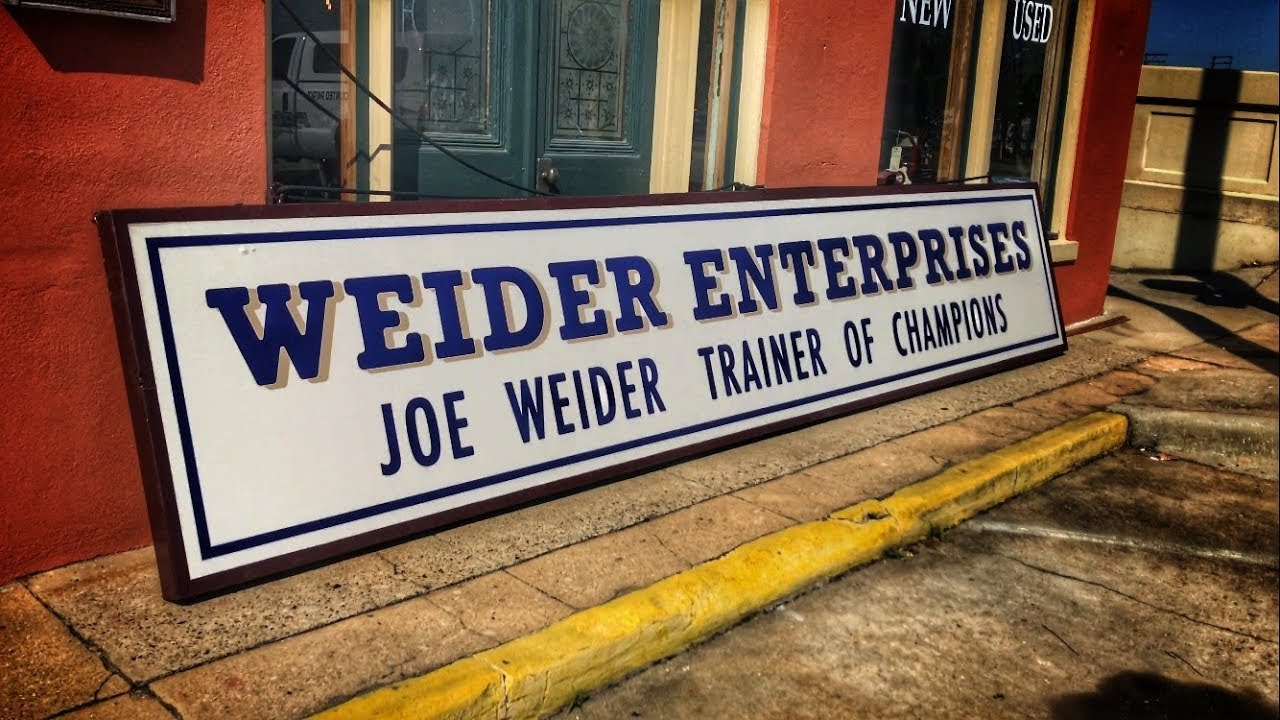 NEW
USED
WEIDER ENTERPRISES
JOE WEIDER TRAINER OF CHAMPIONS